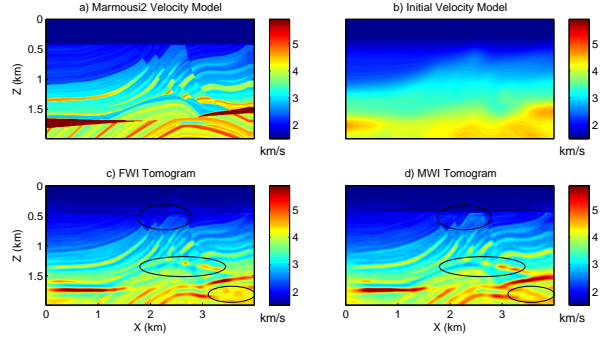 a) Marmousi2 Velocity Model
b) Initial Velocity Model
0
0.5
1
1.5
Z (km)
5
4
3
2
km/s
5
4
3
2
km/s
c) FWI Tomogram
d) MWI Tomogram
0
0.5
1
1.5
Z (km)
0 1 2 3
X (km)
5
4
3
2
km/s
0 1 2 3
X (km)
5
4
3
2
km/s